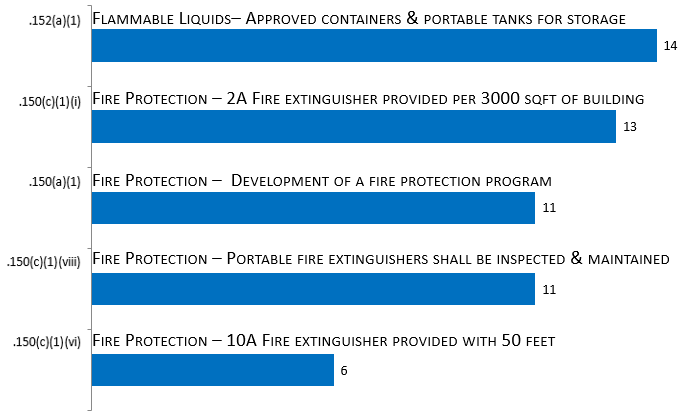 .152(a)(1) Flammable Liquids– Approved containers & portable tanks for storage
14
.150(c)(1)(i) Fire Protection – 2A Fire extinguisher provided per 3000 sqft of building
13
.150(a)(1) Fire Protection –  Development of a fire protection program
11
.150(c)(1)(viii) Fire Protection – Portable fire extinguishers shall be inspected & maintained
11
.150(c)(1)(vi) Fire Protection – 10A Fire extinguisher provided with 50 feet
6